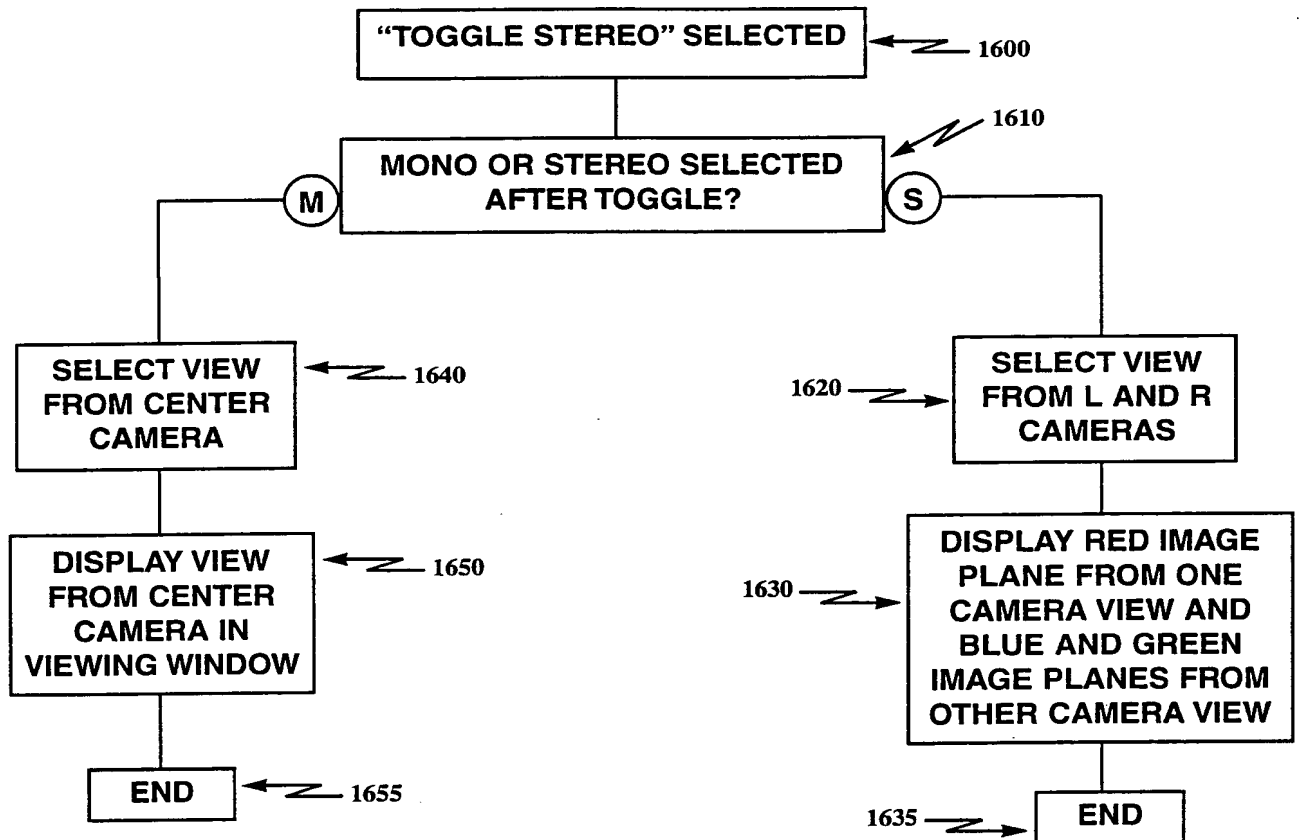 “TOGGLE STEREO” SELECTED
1600
1610
MONO OR STEREO SELECTED
AFTER TOGGLE?
M
S
SELECT VIEW
FROM CENTER
CAMERA
1640
1620
SELECT VIEW
FROM L AND R
CAMERAS
DISPLAY VIEW
FROM CENTER
CAMERA IN
VIEWING WINDOW
1650
1630
DISPLAY RED IMAGE
PLANE FROM ONE
CAMERA VIEW AND
BLUE AND GREEN
IMAGE PLANES FROM
OTHER CAMERA VIEW
END
1655
1635
END